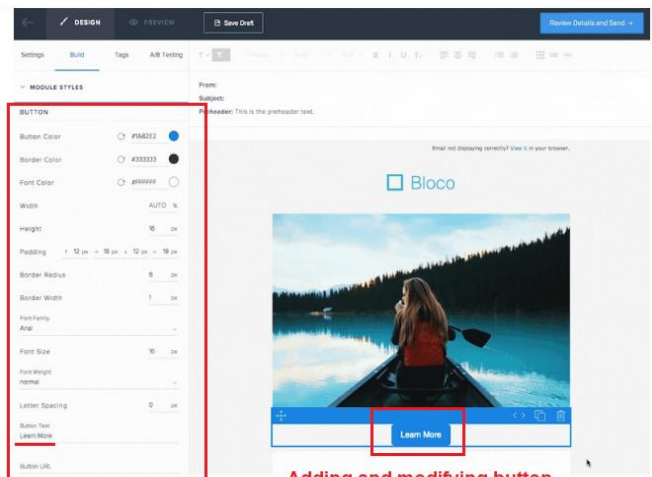 DESIGN
PREVIEW
Save Draft
Review Details and Send
Settings Build Tags A/B Testing
B I U
MODULE STYLES
From:
Subject:
Preheader: This is the preheader text.
BUTTON
Button Color #1A82E2
Border Color #333333
Font Color #FFFFFF
Width AUTO %
Height 16 px
Padding 12 px 18 px 12 px 18 px
Border Radius 6 px
Border Width 1 px
Font Family
Arial
Font Size 16 px
Font Weight
normal
Letter Spacing 0 px
Button Text
Learn More
Button URL
Email not displaying correctly? View it in your browser.
Bloco
Learn More
Adding and modifying button